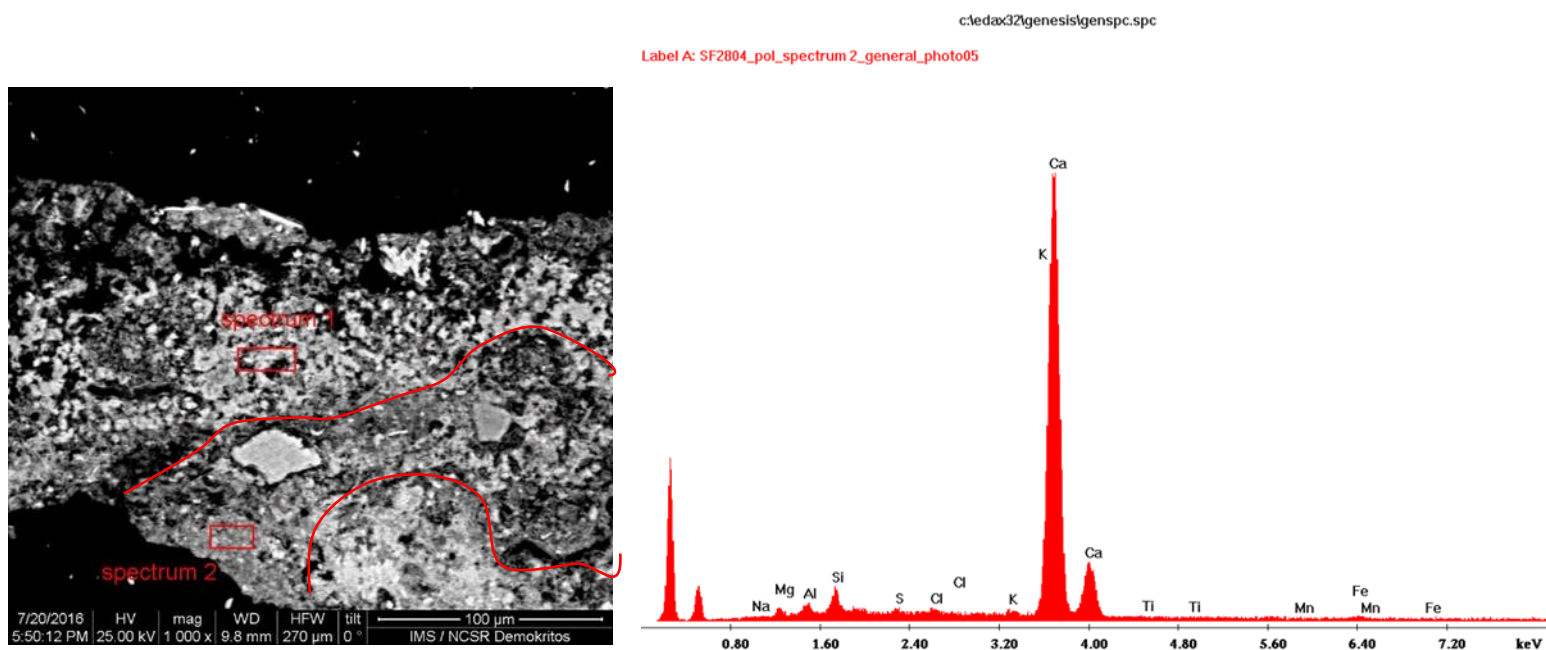 c:\edax32\genesis\genspc.spc
Label A: SF2804_pol_spectrum 2_general_photo05
spectrum 1
spectrum 2
7/20/2016 HV mag WD HFW tilt 100 µm
5:50:12 PM 25.00 kV 1 000 x 9.8 mm 270 µm 0 ° IMS / NCSR Demokritos
Ca
K
Ca
Na Mg Al Si S Cl Cl K Ti Ti Mn Fe Mn Fe
0.80 1.60 2.40 3.20 4.00 4.80 5.60 6.40 7.20 keV